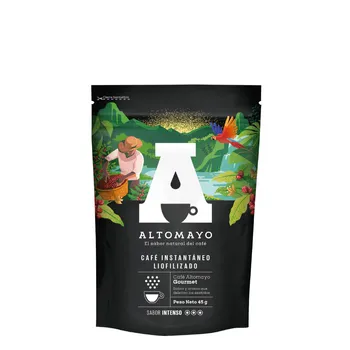 A
ALTOMAYO
El sabor natural del café
CAFÉ INSTANTÁNEO
LIOFILIZADO
Café Altomayo
Gourmet
Peso Neto 45 g
SABOR INTENSO